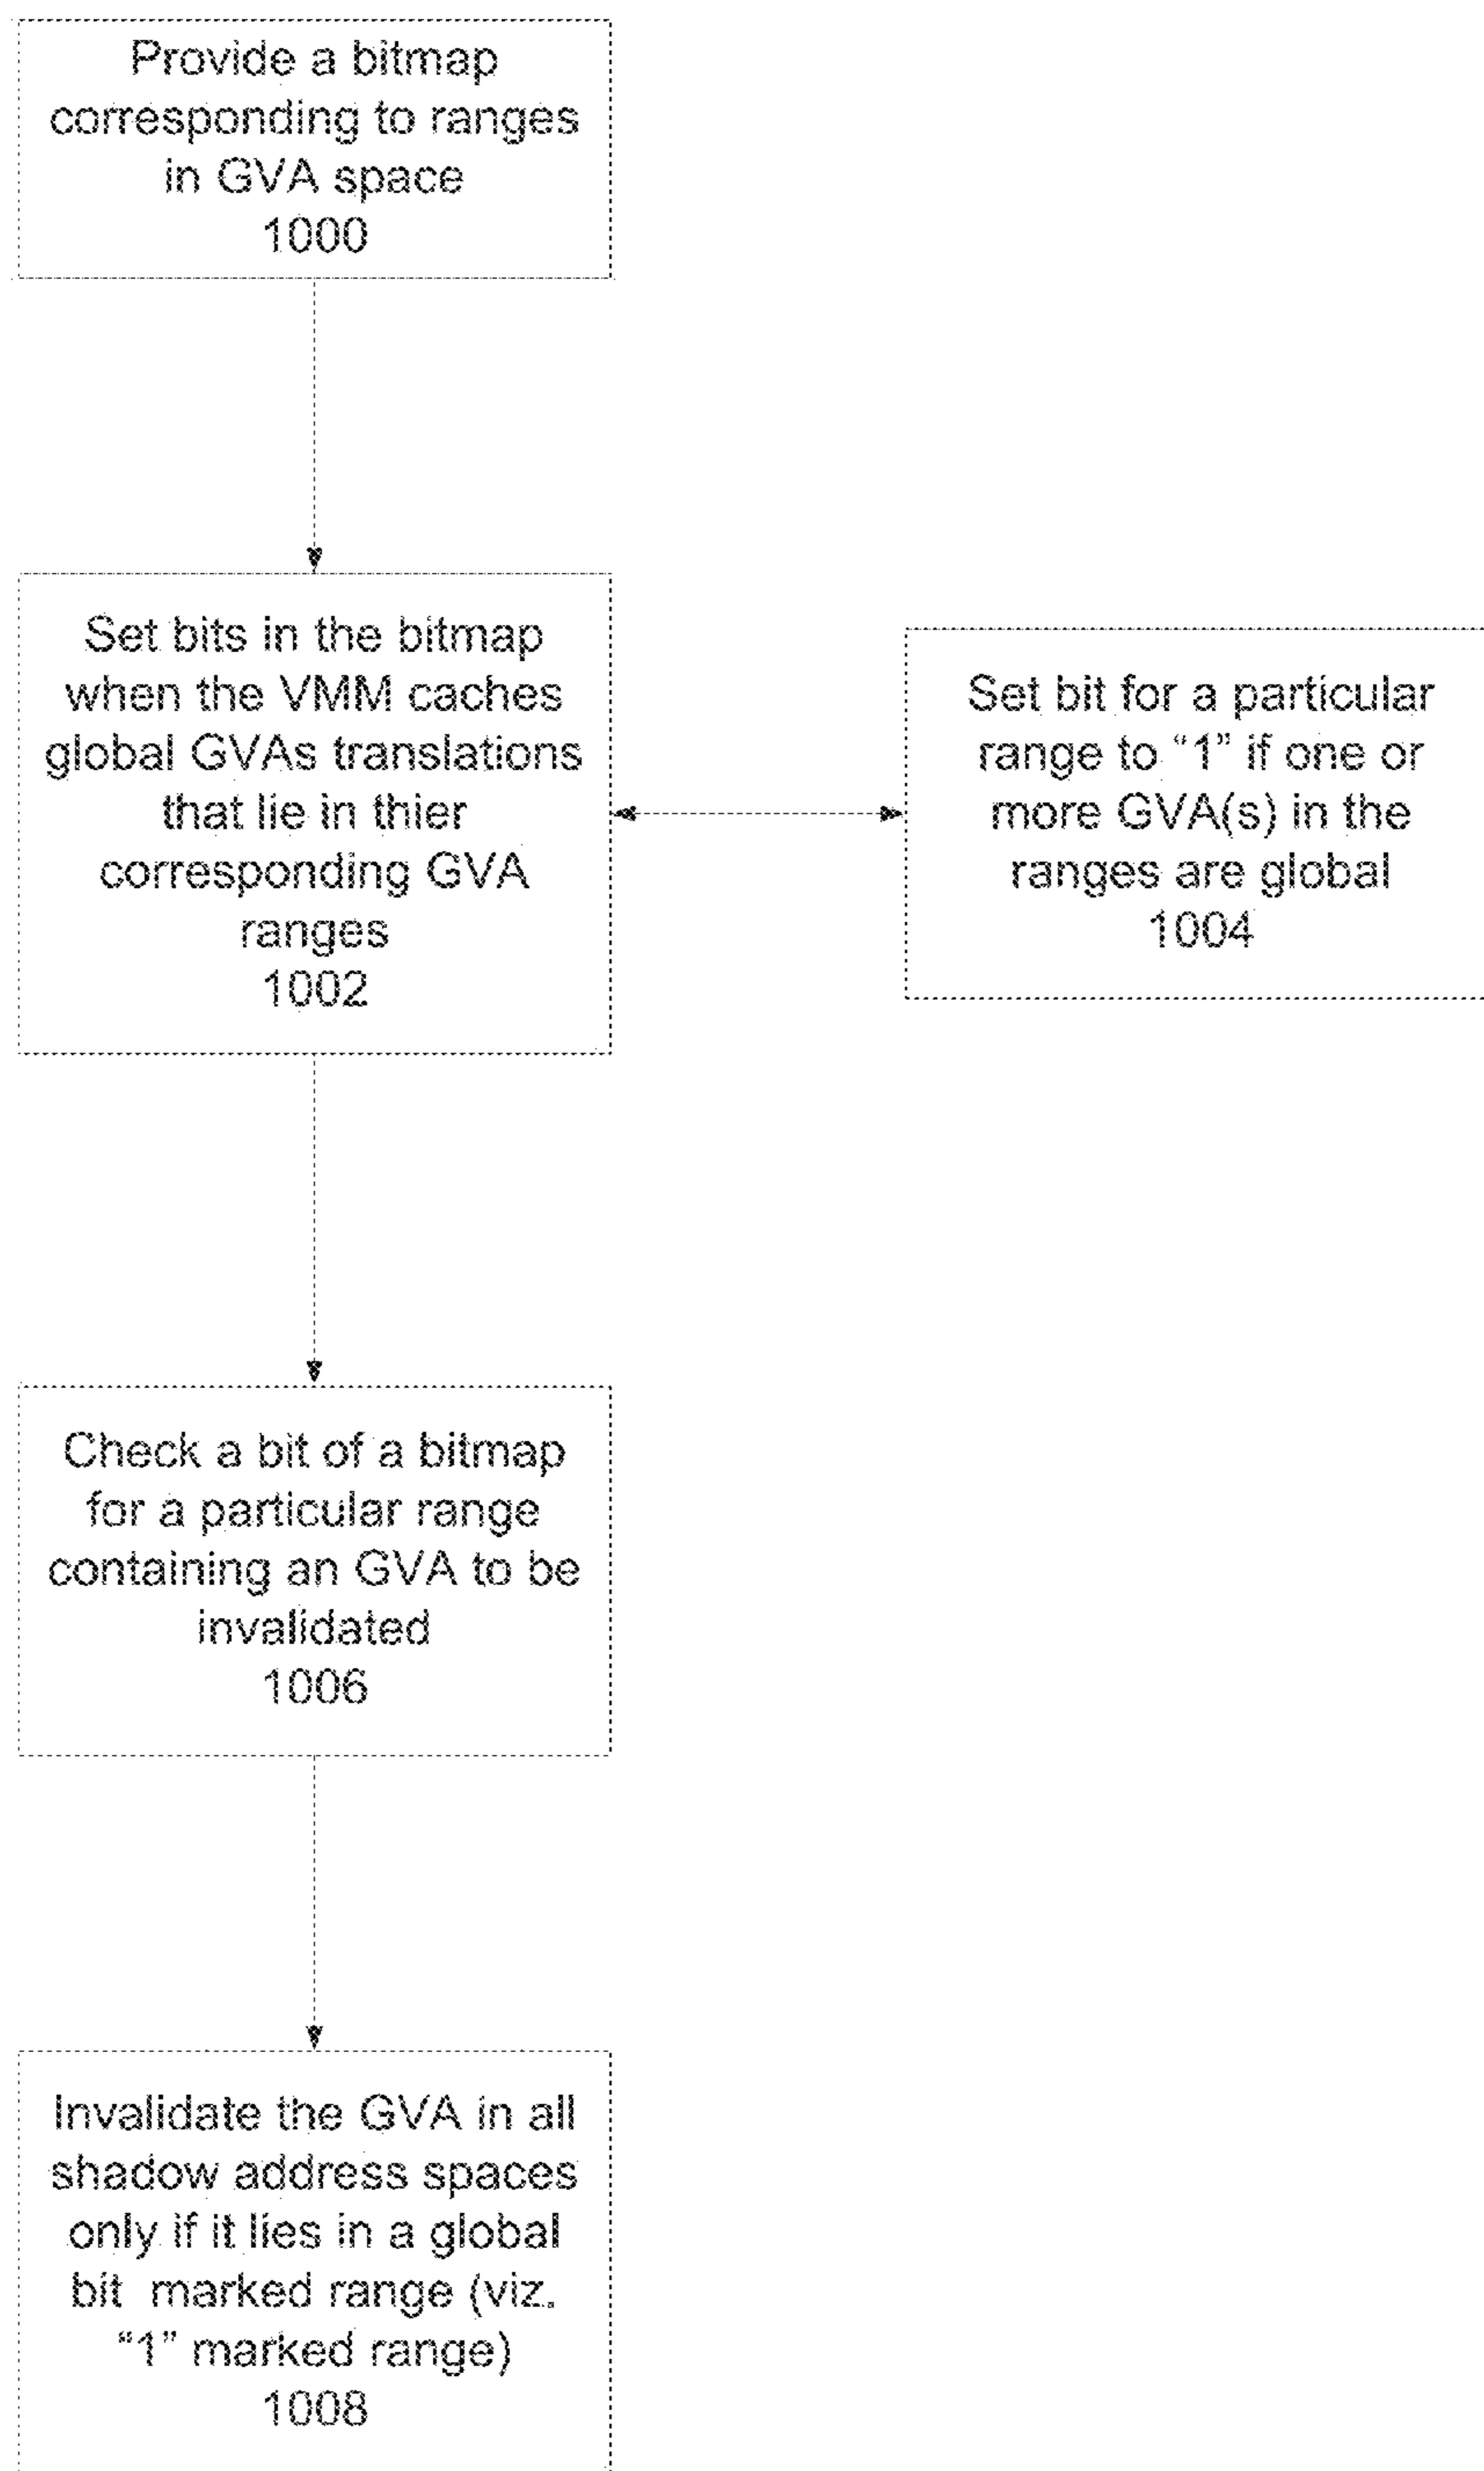 Provide a bitmap
corresponding to ranges
in GVA space
1000
Set bits in the bitmap
when the VMM caches
global GVAs translations
that lie in thier
corresponding GVA
ranges
1002
Set bit for a particular
range to “1” if one or
more GVA(s) in the
ranges are global
1004
Check a bit of a bitmap
for a particular range
containing an GVA to be
invalidated
1006
Invalidate the GVA in all
shadow address spaces
only if it lies in a global
bit marked range (viz.
“1” marked range)
1008